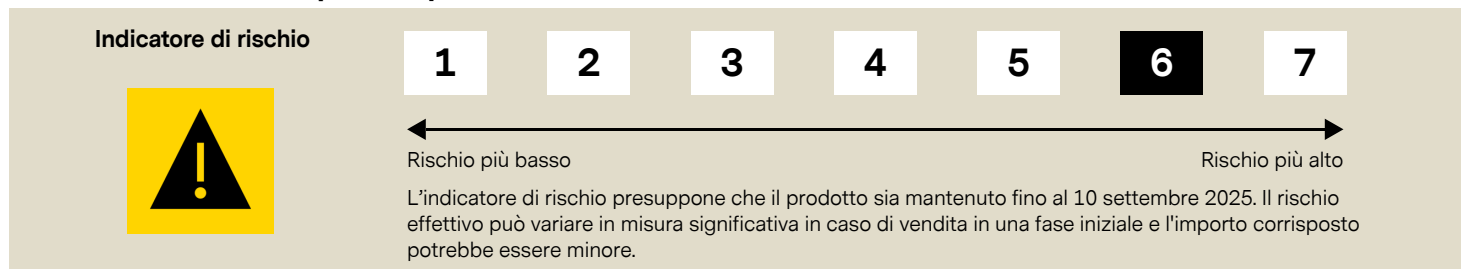 Indicatore di rischio
1 2 3 4 5 6 7
Rischio più basso
Rischio più alto
L'indicatore di rischio presuppone che il prodotto sia mantenuto fino al 10 settembre 2025. Il rischio
effettivo può variare in misura significativa in caso di vendita in una fase iniziale e l'importo corrisposto
potrebbe essere minore.